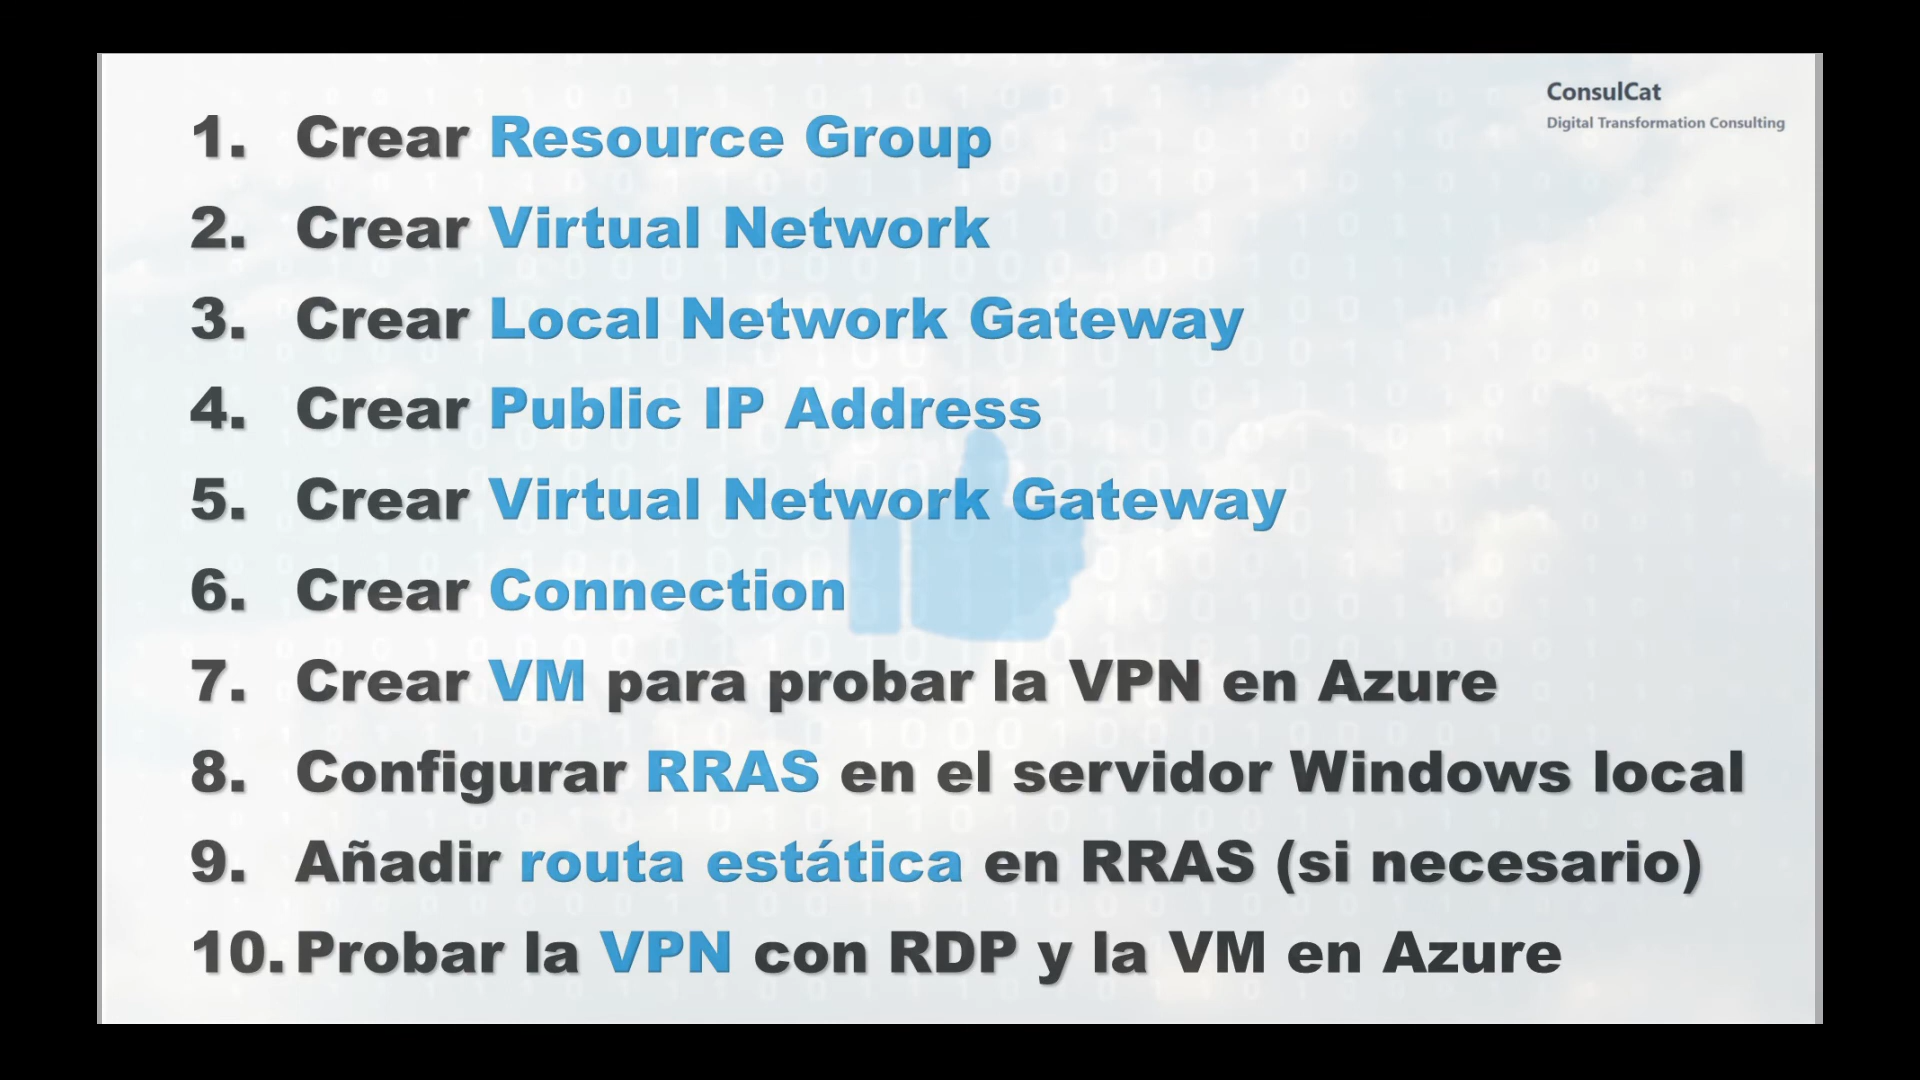 ConsulCat
Digital Transformation Consulting
1. Crear Resource Group
2. Crear Virtual Network
3. Crear Local Network Gateway
4. Crear Public IP Address
5. Crear Virtual Network Gateway
6. Crear Connection
7. Crear VM para probar la VPN en Azure
8. Configurar RRAS en el servidor Windows local
9. Añadir routa estática en RRAS (si necesario)
10. Probar la VPN con RDP y la VM en Azure